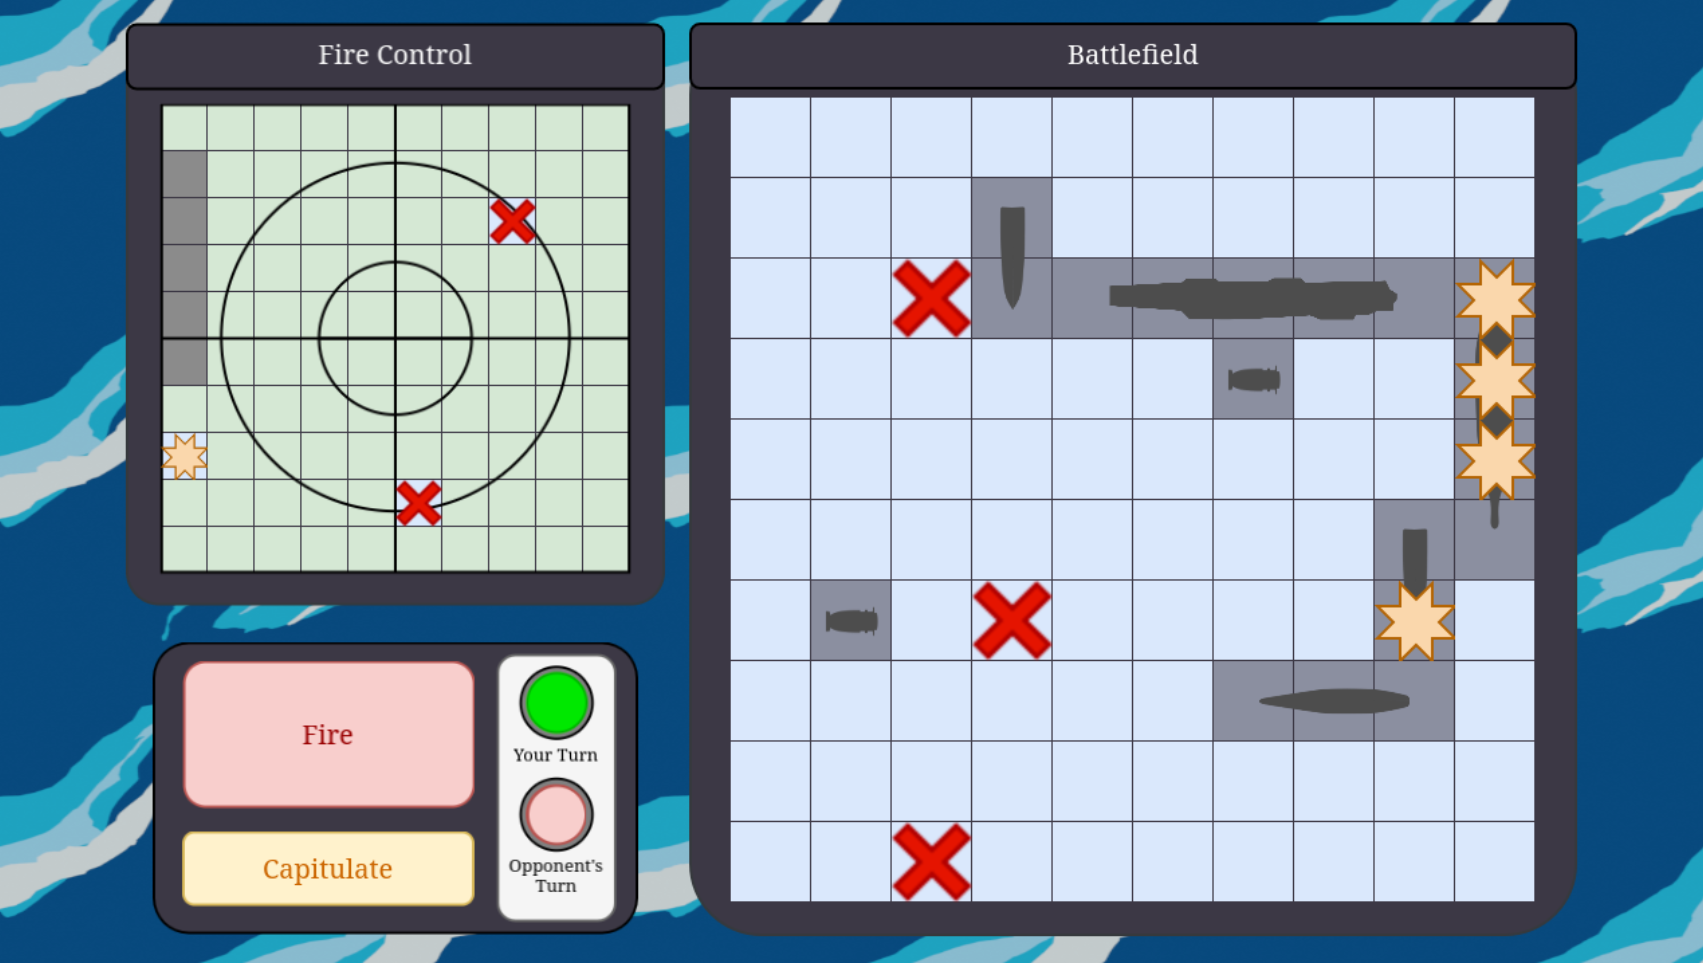 Fire Control
Battlefield
Fire
Capitulate
Your Turn
Opponent's
Turn